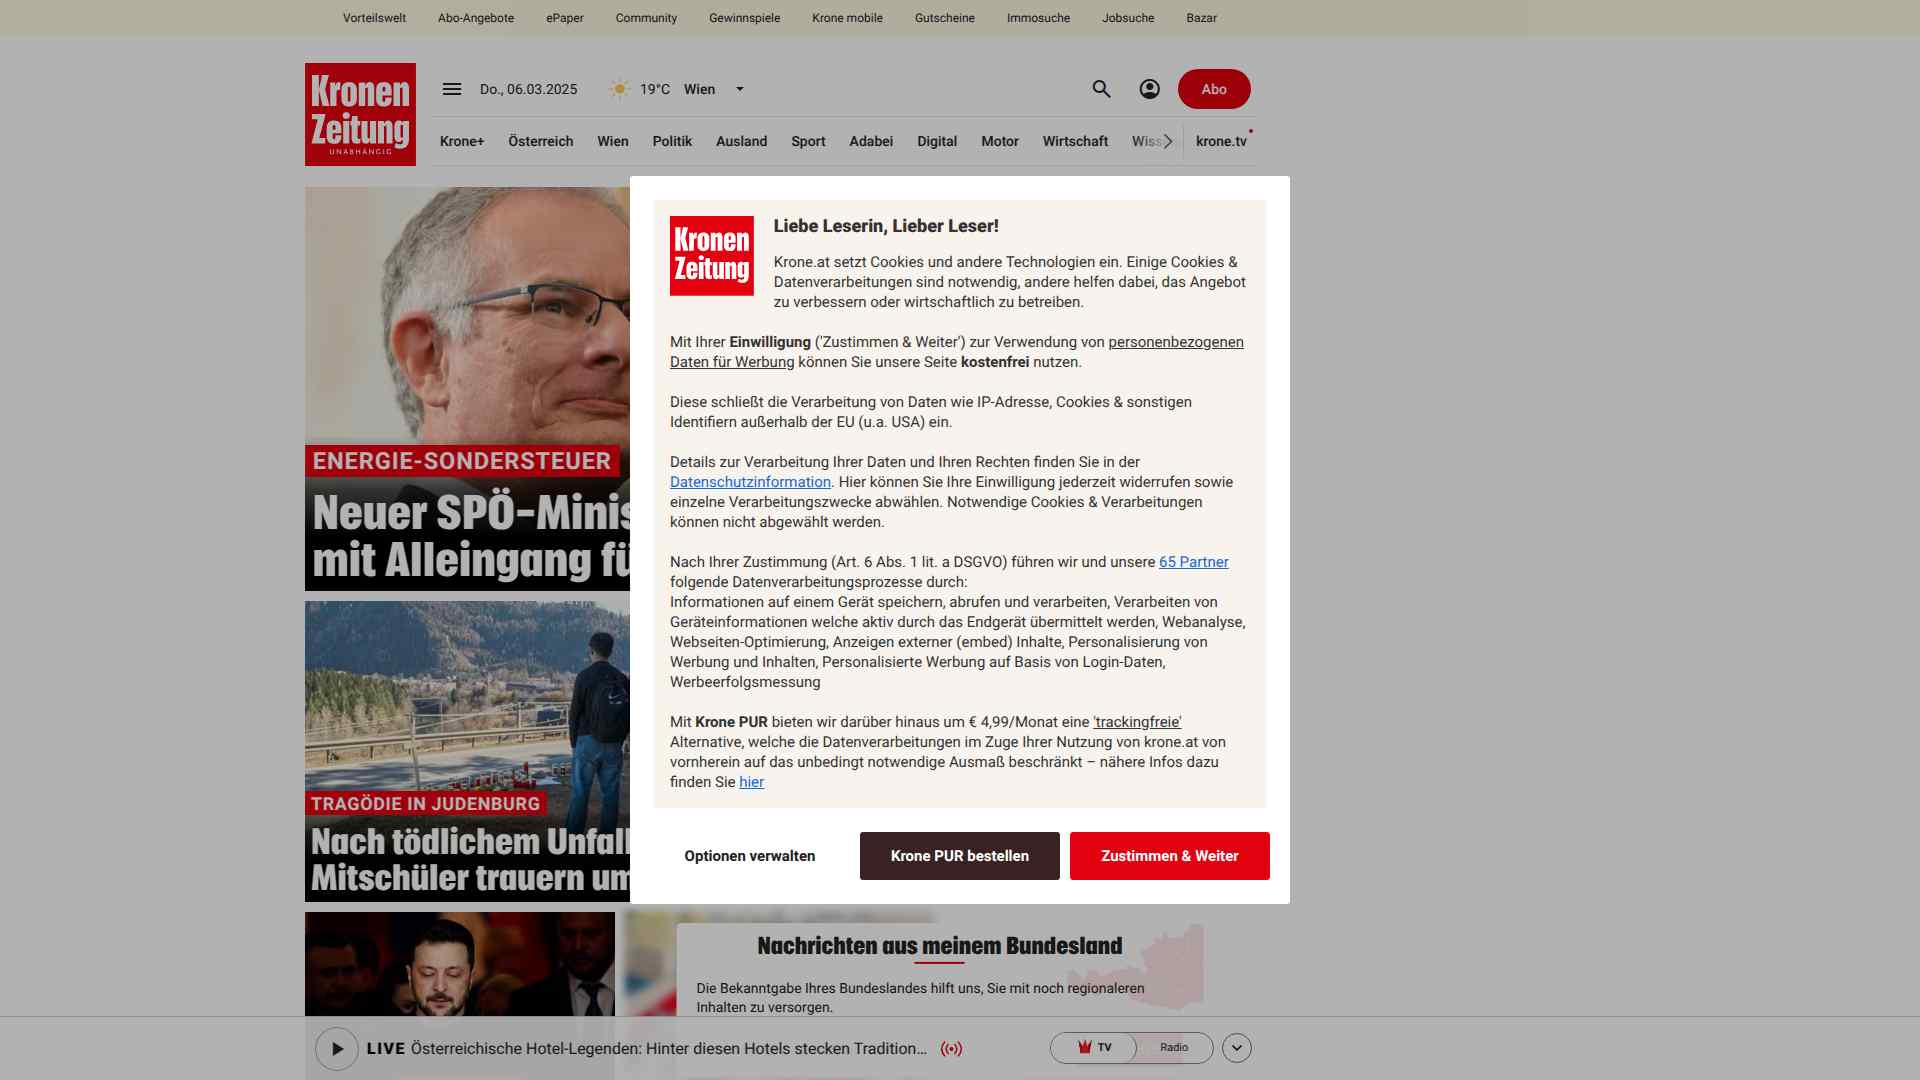 Vorteilswelt Abo-Angebote ePaper Community Gewinnspiele Krone mobile Gutscheine Immosuche Jobsuche Bazar
Kronen
Zeitung
UNABHÄNGIG
Do., 06.03.2025 19°C Wien Abo
Krone+ Österreich Wien Politik Ausland Sport Adabei Digital Motor Wirtschaft Wiss krone.tv
ENERGIE-SONDERSTEUER
Neuer SPÖ-Minis
mit Alleingang fü
TRAGÖDIE IN JUDENBURG
Nach tödlichem Unfall
Mitschüler trauern um
Kronen
Zeitung
Liebe Leserin, Lieber Leser!
Krone.at setzt Cookies und andere Technologien ein. Einige Cookies &
Datenverarbeitungen sind notwendig, andere helfen dabei, das Angebot
zu verbessern oder wirtschaftlich zu betreiben.
Mit Ihrer Einwilligung ('Zustimmen & Weiter') zur Verwendung von personenbezogenen
Daten für Werbung können Sie unsere Seite kostenfrei nutzen.
Diese schließt die Verarbeitung von Daten wie IP-Adresse, Cookies & sonstigen
Identifiern außerhalb der EU (u.a. USA) ein.
Details zur Verarbeitung Ihrer Daten und Ihren Rechten finden Sie in der
Datenschutzinformation. Hier können Sie Ihre Einwilligung jederzeit widerrufen sowie
einzelne Verarbeitungszwecke abwählen. Notwendige Cookies & Verarbeitungen
können nicht abgewählt werden.
Nach Ihrer Zustimmung (Art. 6 Abs. 1 lit. a DSGVO) führen wir und unsere 65 Partner
folgende Datenverarbeitungsprozesse durch:
Informationen auf einem Gerät speichern, abrufen und verarbeiten, Verarbeiten von
Geräteinformationen welche aktiv durch das Endgerät übermittelt werden, Webanalyse,
Webseiten-Optimierung, Anzeigen externer (embed) Inhalte, Personalisierung von
Werbung und Inhalten, Personalisierte Werbung auf Basis von Login-Daten,
Werbeerfolgsmessung
Mit Krone PUR bieten wir darüber hinaus um € 4,99/Monat eine 'trackingfreie'
Alternative, welche die Datenverarbeitungen im Zuge Ihrer Nutzung von krone.at von
vornherein auf das unbedingt notwendige Ausmaß beschränkt – nähere Infos dazu
finden Sie hier
Optionen verwalten Krone PUR bestellen Zustimmen & Weiter
Nachrichten aus meinem Bundesland
Die Bekanntgabe Ihres Bundeslandes hilft uns, Sie mit noch regionaleren
Inhalten zu versorgen.
LIVE Österreichische Hotel-Legenden: Hinter diesen Hotels stecken Tradition... TV Radio